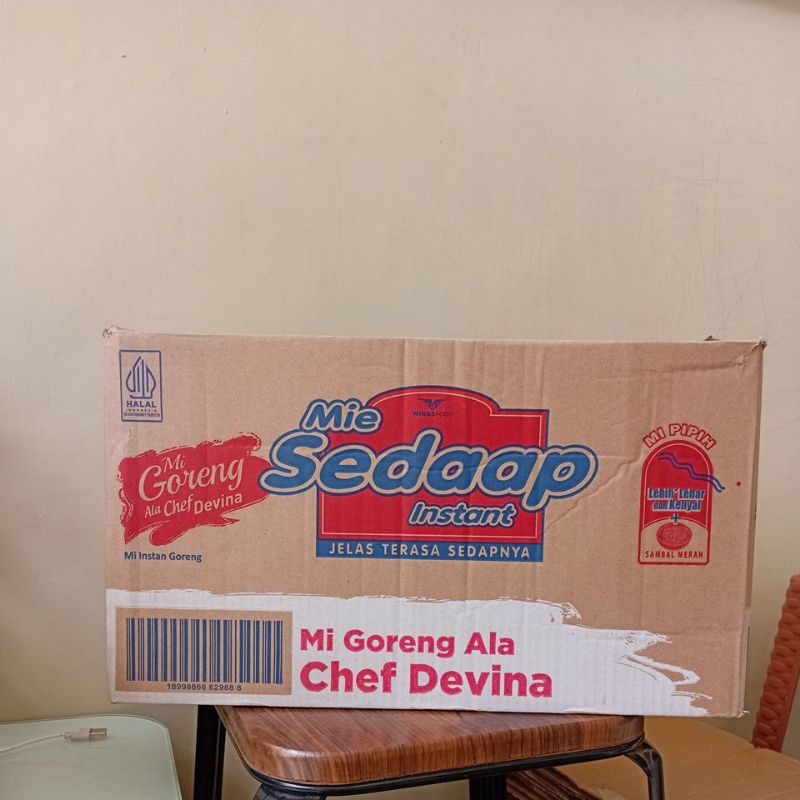 HALAL
INDONESIA
Mi
Goreng
Ala Chef Devina
Mi Instan Goreng
WINGSFOOD
Mie
Sedaap
Instant
JELAS TERASA SEDAPNYA
MI PIPIH
Lebih* Lebar
dan Kenyal
+
SAMBAL MERAH
Mi Goreng Ala
Chef Devina